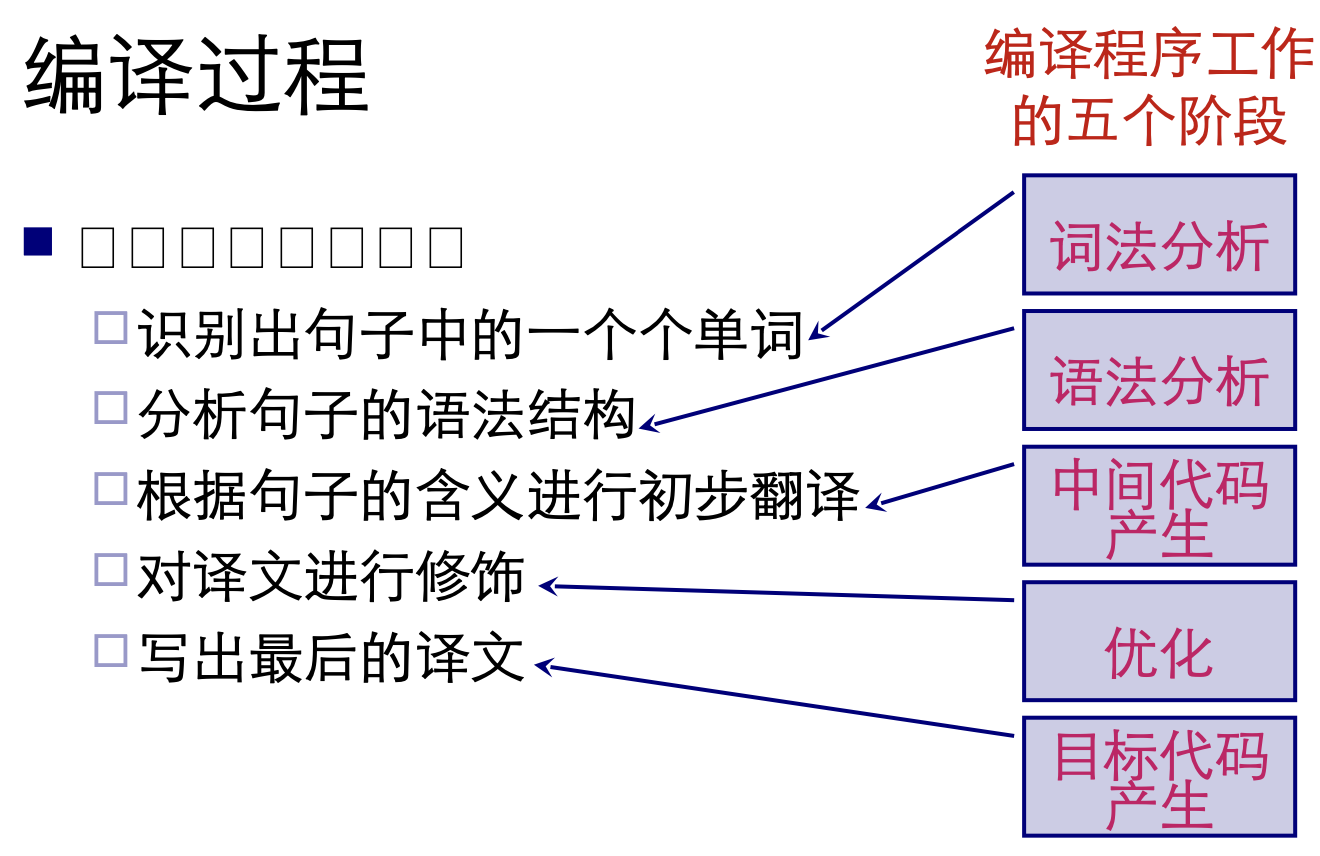 编译过程
编译程序工作
的五个阶段
识别出句子中的一个个单词
分析句子的语法结构
根据句子的含义进行初步翻译
对译文进行修饰
写出最后的译文
词法分析
语法分析
中间代码
产生
优化
目标代码
产生